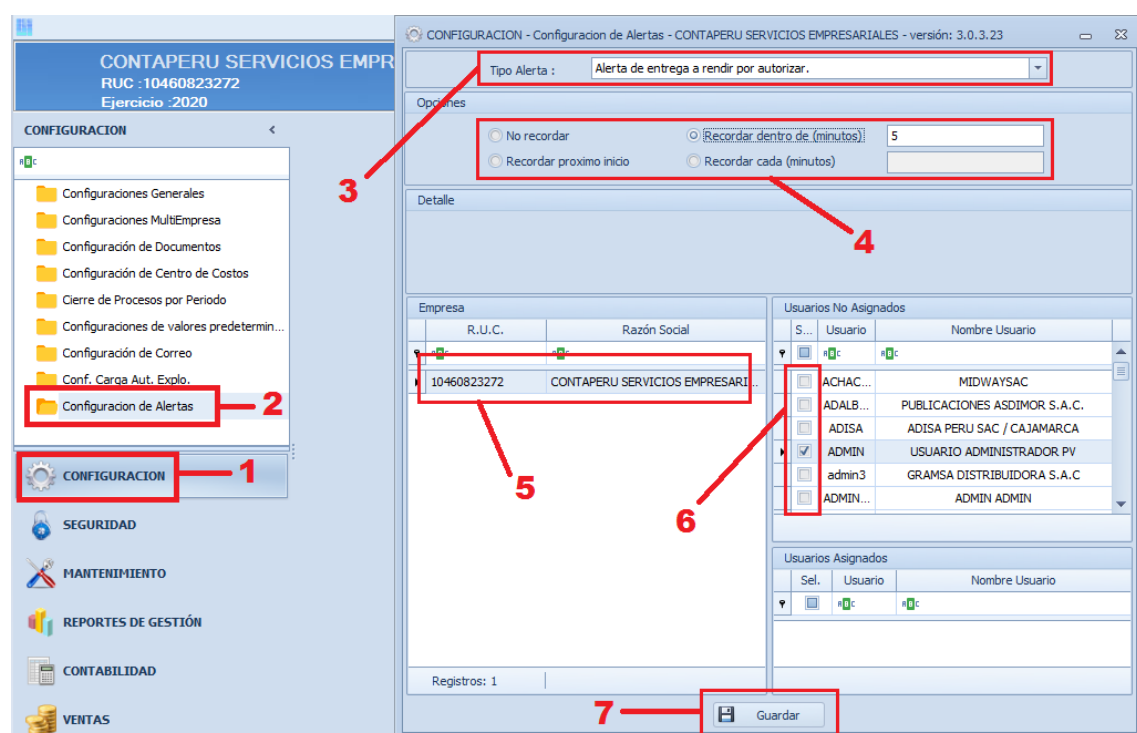 CONTAPERU SERVICIOS EMPR
RUC :10460823272
Ejercicio :2020
CONFIGURACION
Configuraciones Generales
Configuraciones MultiEmpresa
Configuración de Documentos
Configuración de Centro de Costos
Cierre de Procesos por Periodo
Configuraciones de valores predetermin...
Configuración de Correo
Conf. Carga Aut. Explo.
Configuracion de Alertas
2
CONFIGURACION
1
SEGURIDAD
MANTENIMIENTO
REPORTES DE GESTIÓN
CONTABILIDAD
VENTAS
CONFIGURACION - Configuracion de Alertas - CONTAPERU SERVICIOS EMPRESARIALES - versión: 3.0.3.23
Tipo Alerta : Alerta de entrega a rendir por autorizar.
3
Opciones
No recordar Recordar dentro de (minutos) 5
Recordar proximo inicio Recordar cada (minutos)
4
Detalle
Empresa
R.U.C. Razón Social
ABC ABC
10460823272 CONTAPERU SERVICIOS EMPRESARI...
5
Registros: 1
Usuarios No Asignados
S... Usuario Nombre Usuario
ABC ABC
ACHAC... MIDWAYSAC
ADALB... PUBLICACIONES ASDIMOR S.A.C.
ADISA ADISA PERU SAC / CAJAMARCA
ADMIN USUARIO ADMINISTRADOR PV
admin3 GRAMSA DISTRIBUIDORA S.A.C
ADMIN... ADMIN ADMIN
6
Usuarios Asignados
Sel. Usuario Nombre Usuario
ABC ABC
7
Guardar